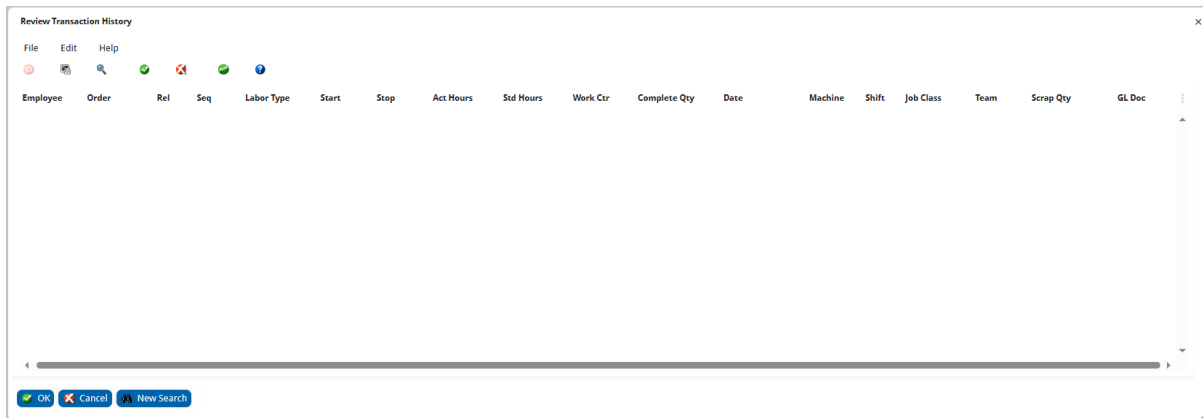 Review Transaction History
File Edit Help
Employee Order Rel Seq Labor Type Start Stop Act Hours Std Hours Work Ctr Complete Qty Date Machine Shift Job Class Team Scrap Qty GL Doc
OK Cancel New Search